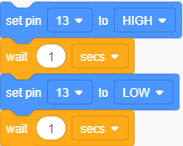 set pin 13 to HIGH
wait 1 secs
set pin 13 to LOW
wait 1 secs